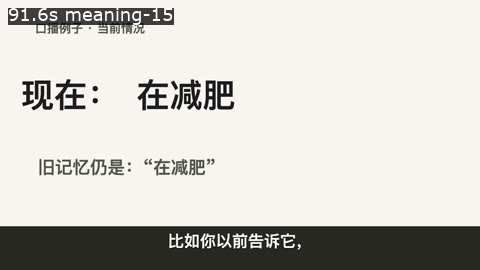 91.6s meaning-15
口播例子 · 当前情况
现在： 在减肥
旧记忆仍是：“在减肥”
比如你以前告诉它，